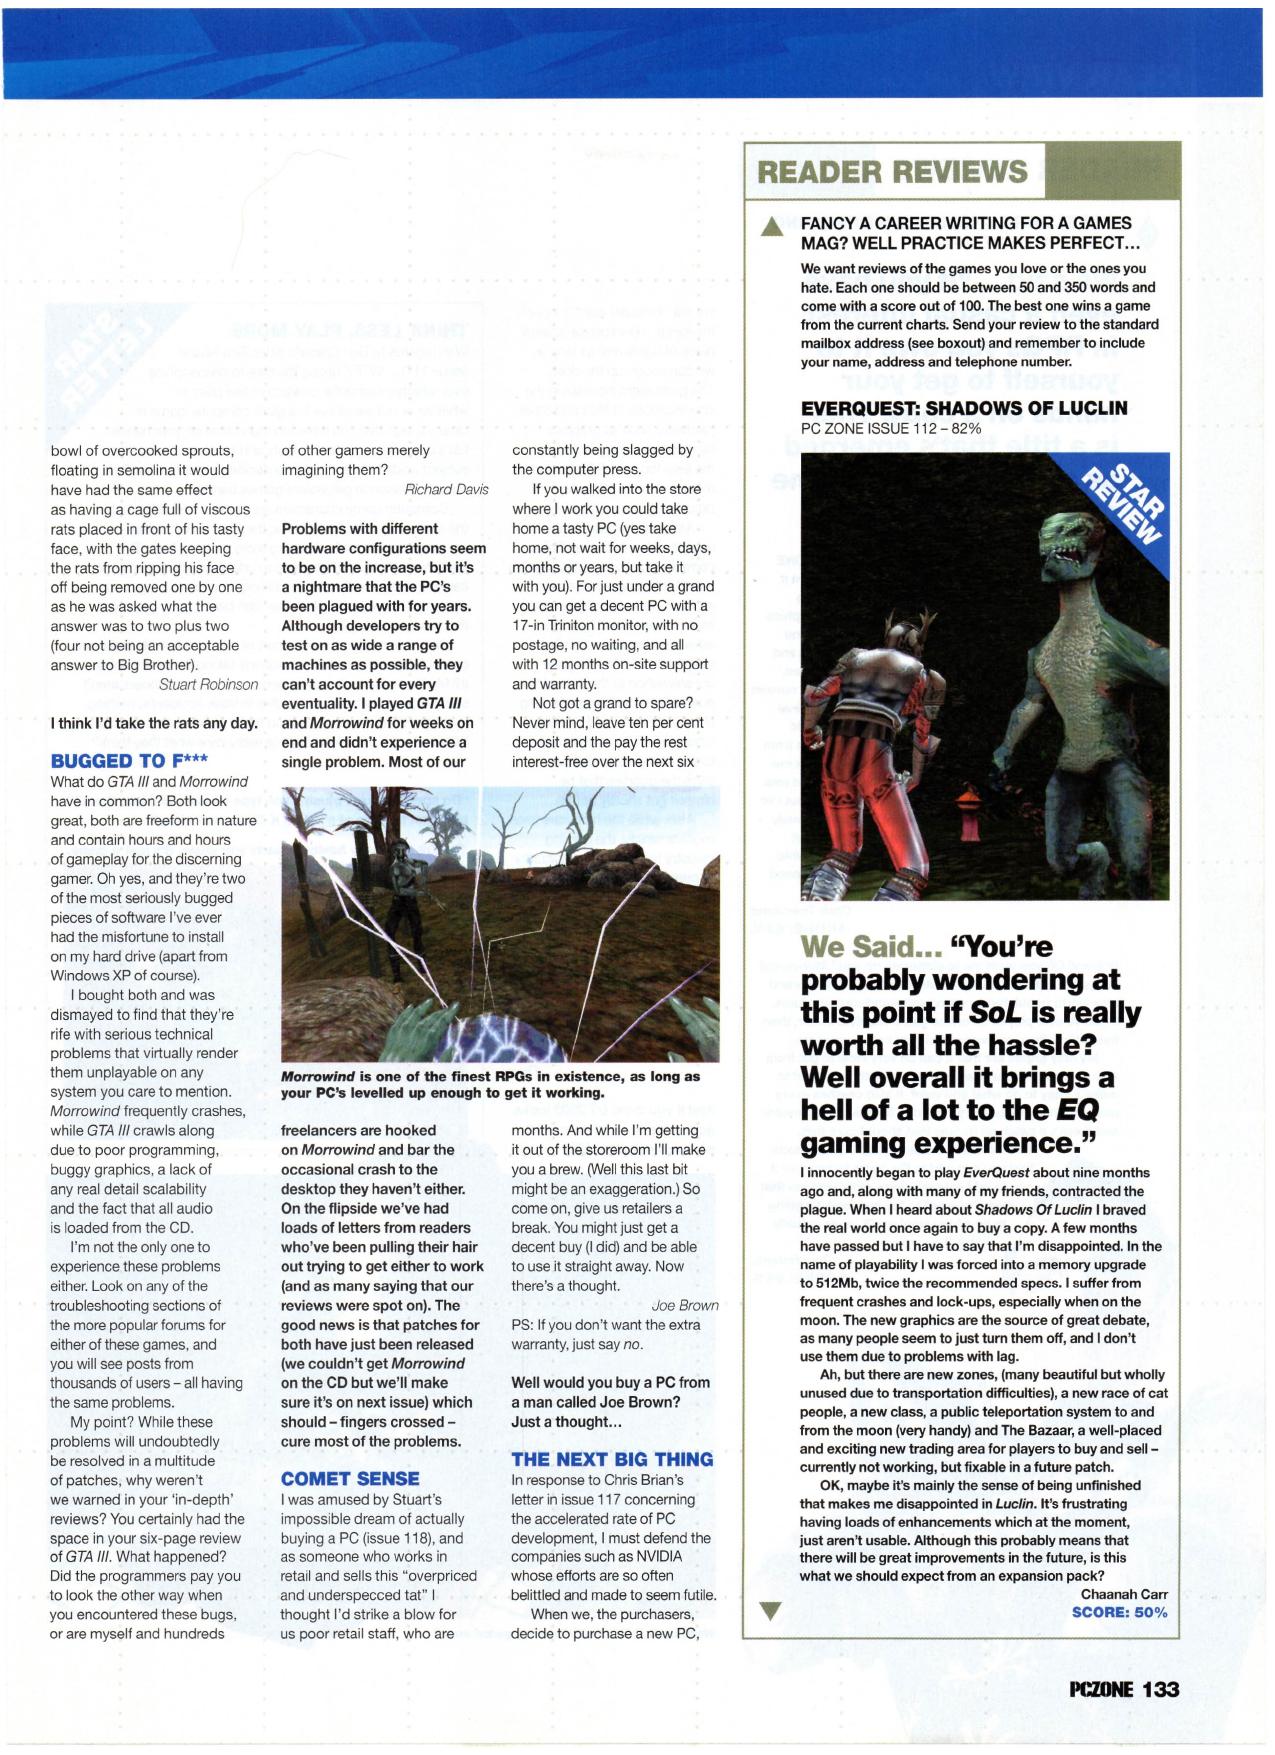 bowl of overcooked sprouts,
floating in semolina it would
have had the same effect
as having a cage full of viscous
rats placed in front of his tasty
face, with the gates keeping
the rats from ripping his face
off being removed one by one
as he was asked what the
answer was to two plus two
(four not being an acceptable
answer to Big Brother).
Stuart Robinson
I think I'd take the rats any day.
BUGGED TO F***
What do GTA III and Morrowind
have in common? Both look
great, both are freeform in nature
and contain hours and hours
of gameplay for the discerning
gamer. Oh yes, and they're two
of the most seriously bugged
pieces of software I've ever
had the misfortune to install
on my hard drive (apart from
Windows XP of course).
I bought both and was
dismayed to find that they're
rife with serious technical
problems that virtually render
them unplayable on any
system you care to mention.
Morrowind frequently crashes,
while GTA III crawls along
due to poor programming,
buggy graphics, a lack of
any real detail scalability
and the fact that all audio
is loaded from the CD.
I'm not the only one to
experience these problems
either. Look on any of the
troubleshooting sections of
the more popular forums for
either of these games, and
you will see posts from
thousands of users – all having
the same problems.
My point? While these
problems will undoubtedly
be resolved in a multitude
of patches, why weren't
we warned in your 'in-depth'
reviews? You certainly had the
space in your six-page review
of GTA III. What happened?
Did the programmers pay you
to look the other way when
you encountered these bugs,
or are myself and hundreds
of other gamers merely
imagining them?
Richard Davis
Problems with different
hardware configurations seem
to be on the increase, but it's
a nightmare that the PC's
been plagued with for years.
Although developers try to
test on as wide a range of
machines as possible, they
can't account for every
eventuality. I played GTA III
and Morrowind for weeks on
end and didn't experience a
single problem. Most of our
Morrowind is one of the finest RPGs in existence, as long as
your PC's levelled up enough to get it working.
freelancers are hooked
on Morrowind and bar the
occasional crash to the
desktop they haven't either.
On the flipside we've had
loads of letters from readers
who've been pulling their hair
out trying to get either to work
(and as many saying that our
reviews were spot on). The
good news is that patches for
both have just been released
(we couldn't get Morrowind
on the CD but we'll make
sure it's on next issue) which
should – fingers crossed –
cure most of the problems.
COMET SENSE
I was amused by Stuart's
impossible dream of actually
buying a PC (issue 118), and
as someone who works in
retail and sells this "overpriced
and underspecced tat" I
thought I'd strike a blow for
us poor retail staff, who are
constantly being slagged by
the computer press.
If you walked into the store
where I work you could take
home a tasty PC (yes take
home, not wait for weeks, days,
months or years, but take it
with you). For just under a grand
you can get a decent PC with a
17-in Triniton monitor, with no
postage, no waiting, and all
with 12 months on-site support
and warranty.
Not got a grand to spare?
Never mind, leave ten per cent
deposit and the pay the rest
interest-free over the next six
months. And while I'm getting
it out of the storeroom I'll make
you a brew. (Well this last bit
might be an exaggeration.) So
come on, give us retailers a
break. You might just get a
decent buy (I did) and be able
to use it straight away. Now
there's a thought.
Joe Brown
PS: If you don't want the extra
warranty, just say no.
Well would you buy a PC from
a man called Joe Brown?
Just a thought...
THE NEXT BIG THING
In response to Chris Brian's
letter in issue 117 concerning
the accelerated rate of PC
development, I must defend the
companies such as NVIDIA
whose efforts are so often
belittled and made to seem futile.
When we, the purchasers,
decide to purchase a new PC,
READER REVIEWS
FANCY A CAREER WRITING FOR A GAMES
MAG? WELL PRACTICE MAKES PERFECT...
We want reviews of the games you love or the ones you
hate. Each one should be between 50 and 350 words and
come with a score out of 100. The best one wins a game
from the current charts. Send your review to the standard
mailbox address (see boxout) and remember to include
your name, address and telephone number.
EVERQUEST: SHADOWS OF LUCLIN
PC ZONE ISSUE 112 – 82%
STAR
REVIEW
We Said... "You're
probably wondering at
this point if SoL is really
worth all the hassle?
Well overall it brings a
hell of a lot to the EQ
gaming experience."
I innocently began to play EverQuest about nine months
ago and, along with many of my friends, contracted the
plague. When I heard about Shadows Of Luclin I braved
the real world once again to buy a copy. A few months
have passed but I have to say that I'm disappointed. In the
name of playability I was forced into a memory upgrade
to 512Mb, twice the recommended specs. I suffer from
frequent crashes and lock-ups, especially when on the
moon. The new graphics are the source of great debate,
as many people seem to just turn them off, and I don't
use them due to problems with lag.
Ah, but there are new zones, (many beautiful but wholly
unused due to transportation difficulties), a new race of cat
people, a new class, a public teleportation system to and
from the moon (very handy) and The Bazaar, a well-placed
and exciting new trading area for players to buy and sell –
currently not working, but fixable in a future patch.
OK, maybe it's mainly the sense of being unfinished
that makes me disappointed in Luclin. It's frustrating
having loads of enhancements which at the moment,
just aren't usable. Although this probably means that
there will be great improvements in the future, is this
what we should expect from an expansion pack?
Chaanah Carr
SCORE: 50%
PCZONE 133